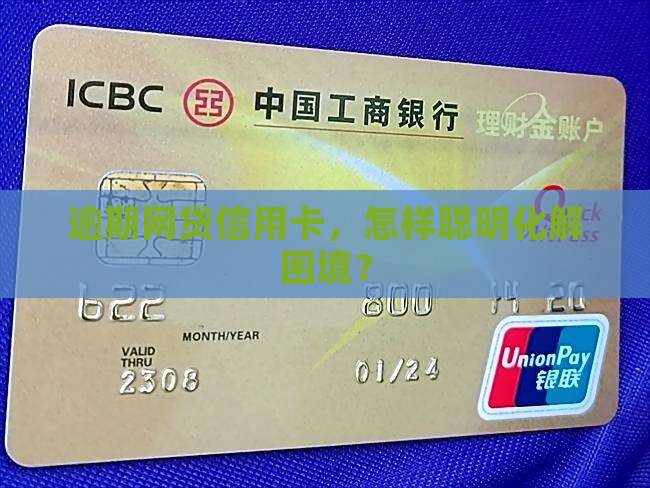 ICBC 中国工商银行 理财金账户
Quick
逾期网贷信用卡，怎样聪明化解
困境？
622 800 14 20
MONTH/YEAR
VALID
THRU
2308 01/24
UnionPay
银联